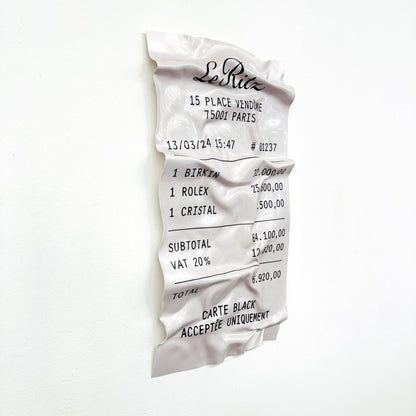 Le Ritz
15 PLACE VENDÔME
75001 PARIS
13/03/24 15:47 # 01237
1 BIRKIN
1 ROLEX
1 CRISTAL
SUBTOTAL
VAT 20%
TOTAL
CARTE BLACK
ACCEPTÉE UNIQUEMENT